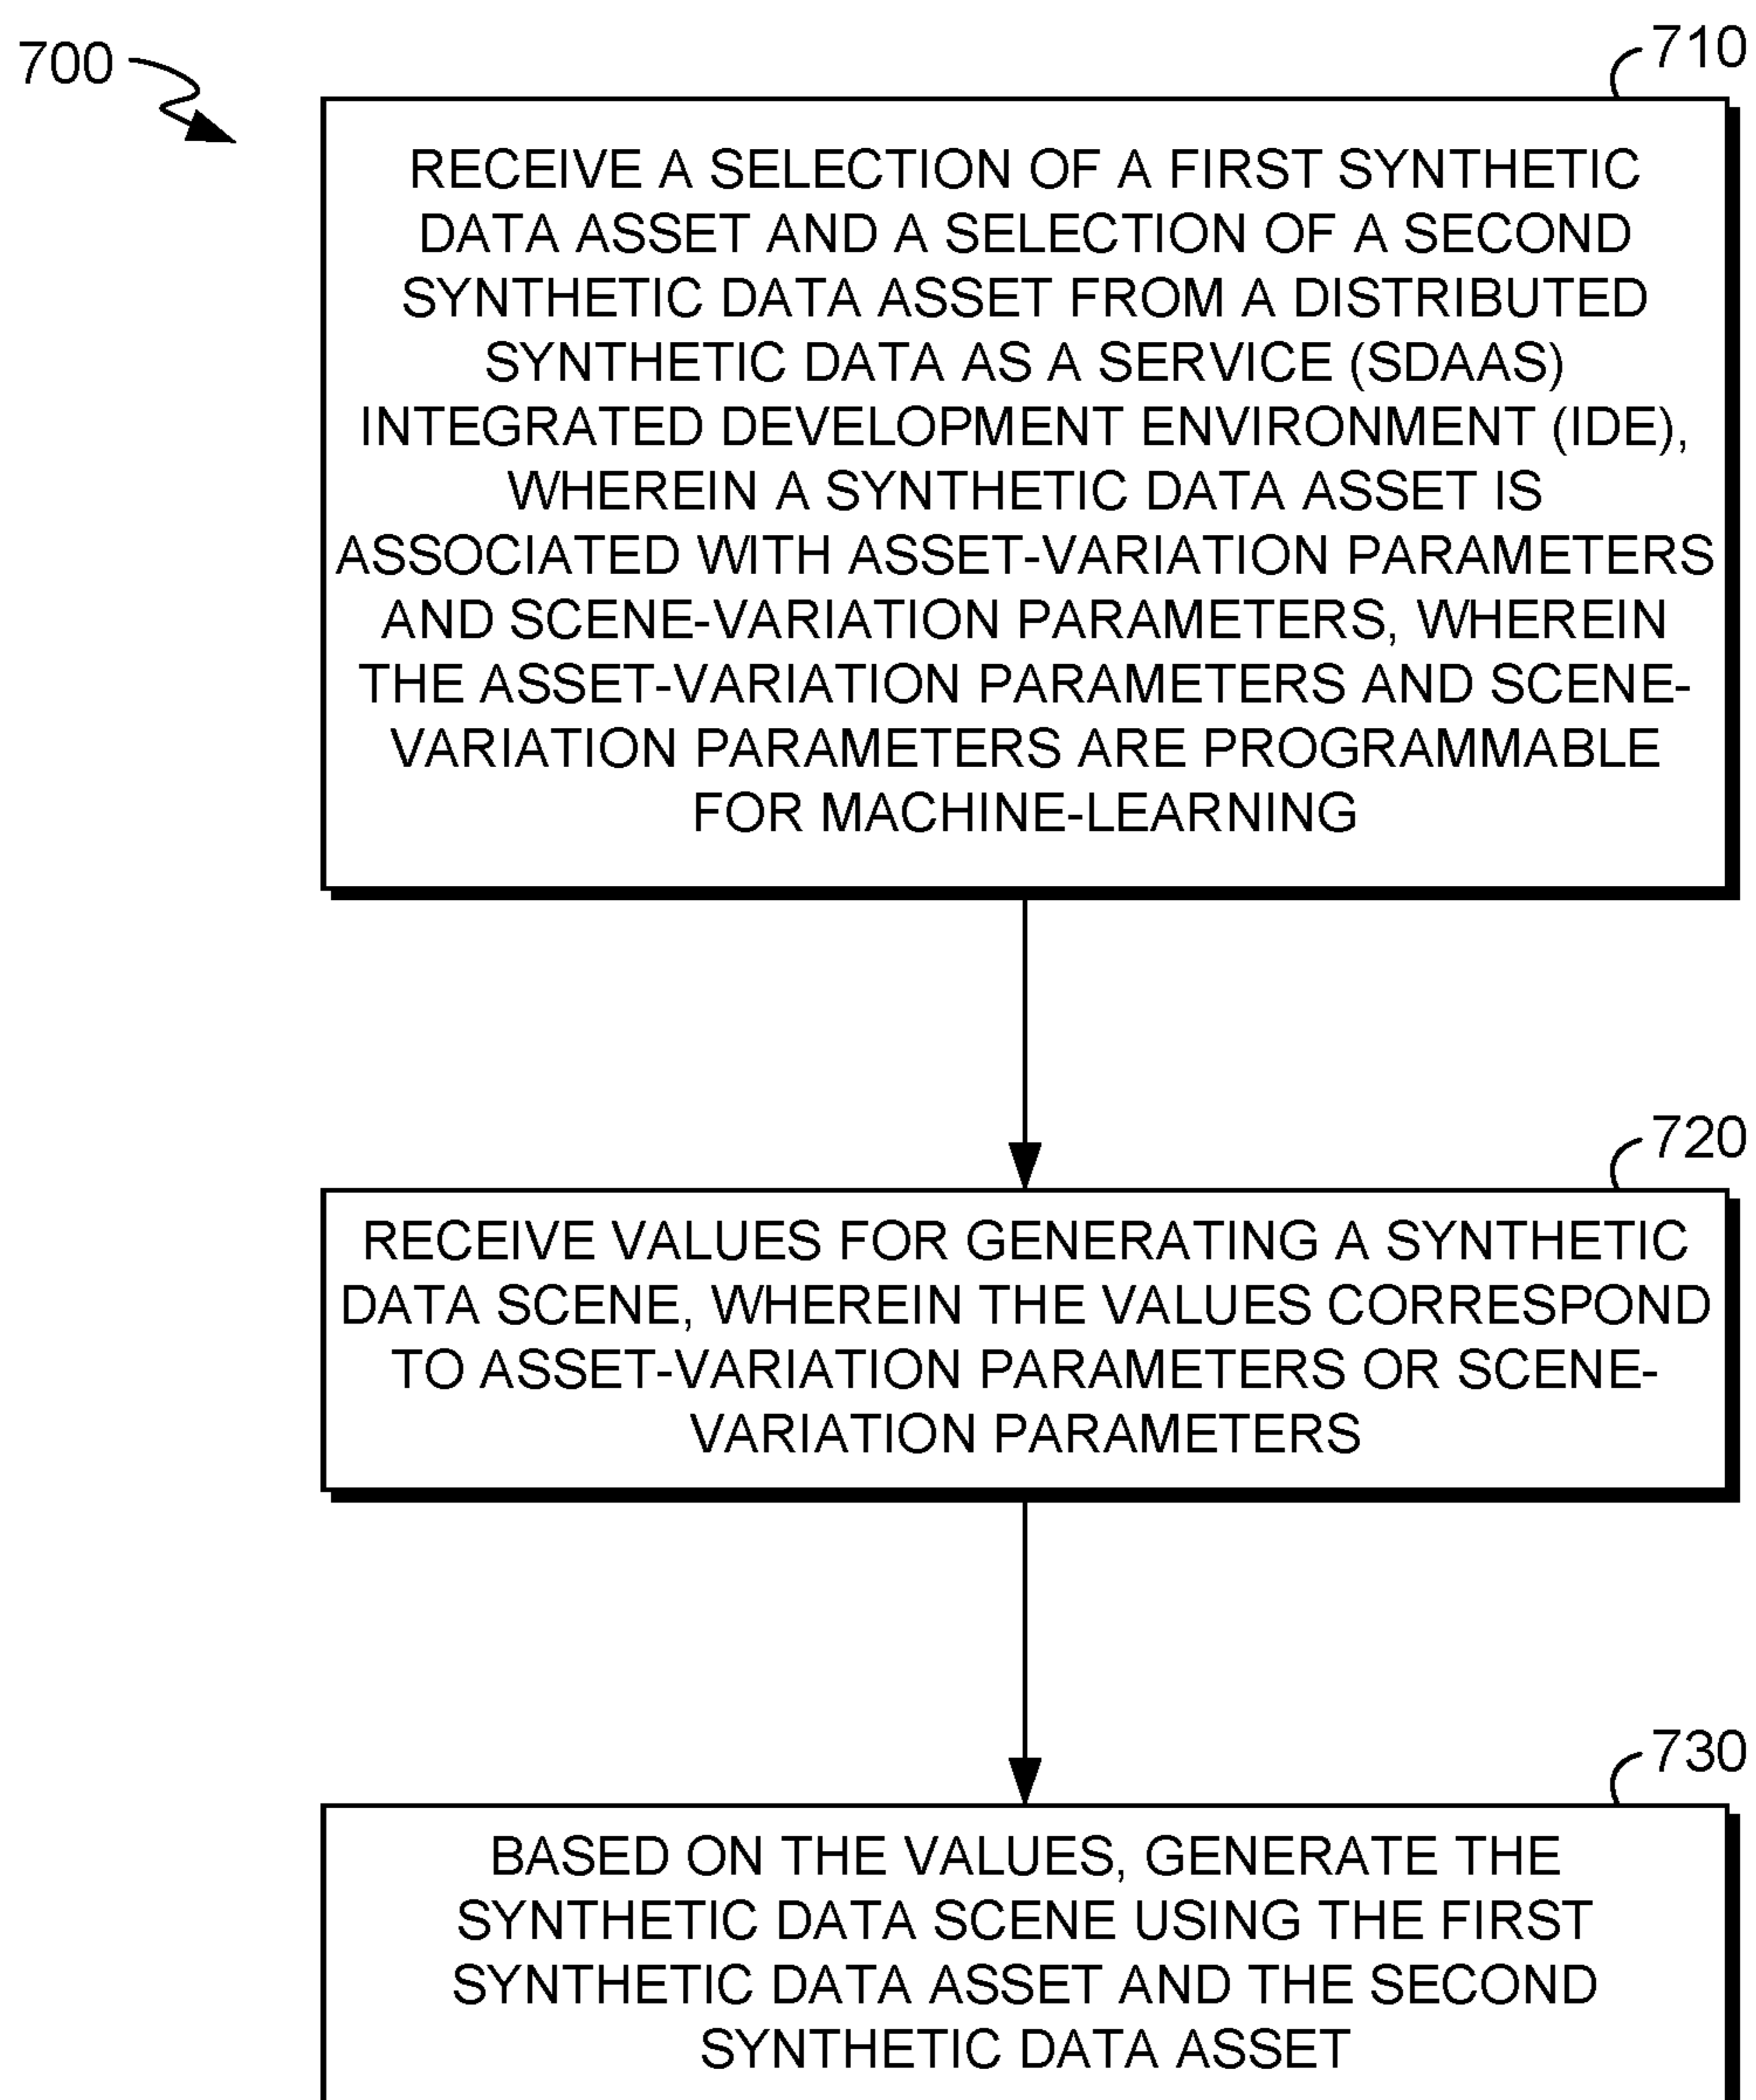 700
710
RECEIVE A SELECTION OF A FIRST SYNTHETIC
DATA ASSET AND A SELECTION OF A SECOND
SYNTHETIC DATA ASSET FROM A DISTRIBUTED
SYNTHETIC DATA AS A SERVICE (SDAAS)
INTEGRATED DEVELOPMENT ENVIRONMENT (IDE),
WHEREIN A SYNTHETIC DATA ASSET IS
ASSOCIATED WITH ASSET-VARIATION PARAMETERS
AND SCENE-VARIATION PARAMETERS, WHEREIN
THE ASSET-VARIATION PARAMETERS AND SCENE-
VARIATION PARAMETERS ARE PROGRAMMABLE
FOR MACHINE-LEARNING
720
RECEIVE VALUES FOR GENERATING A SYNTHETIC
DATA SCENE, WHEREIN THE VALUES CORRESPOND
TO ASSET-VARIATION PARAMETERS OR SCENE-
VARIATION PARAMETERS
730
BASED ON THE VALUES, GENERATE THE
SYNTHETIC DATA SCENE USING THE FIRST
SYNTHETIC DATA ASSET AND THE SECOND
SYNTHETIC DATA ASSET